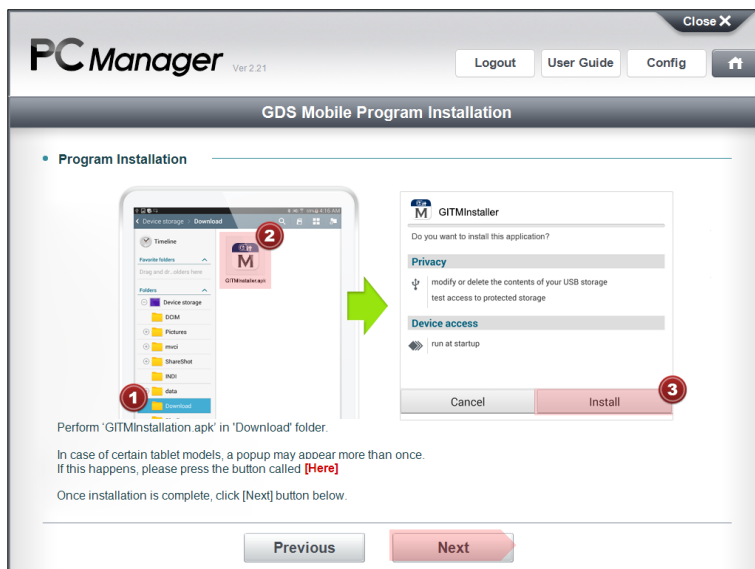 Close X
PC Manager Ver 2.21
Logout User Guide Config
GDS Mobile Program Installation
Program Installation
Device storage Download
Timeline
Favorite folders
Drag and dr..olders here
Folders
Device storage
DDIM
Pictures
mvci
ShareShot
INDI
data
Download
2
M
GITMInstaller.apk
1
M GITMInstaller
Do you want to install this application?
Privacy
modify or delete the contents of your USB storage
test access to protected storage
Device access
run at startup
Cancel Install
3
Perform ‘GITMInstallation.apk’ in 'Download' folder.
In case of certain tablet models, a popup may appear more than once.
If this happens, please press the button called [Here]
Once installation is complete, click [Next] button below.
Previous Next